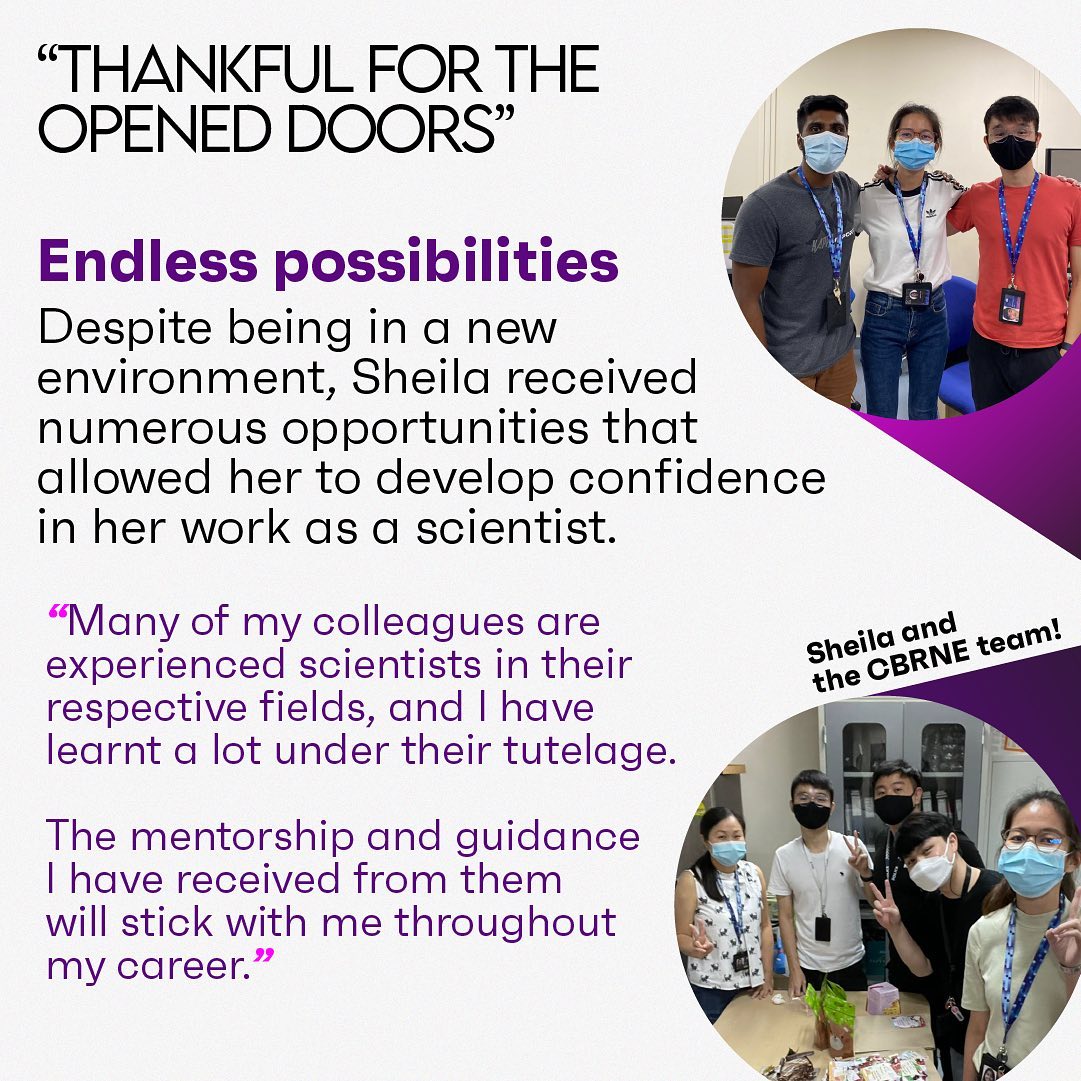 “THANKFUL FOR THE
OPENED DOORS”
Endless possibilities
Despite being in a new
environment, Sheila received
numerous opportunities that
allowed her to develop confidence
in her work as a scientist.
“Many of my colleagues are
experienced scientists in their
respective fields, and I have
learnt a lot under their tutelage.
The mentorship and guidance
I have received from them
will stick with me throughout
my career.”
Sheila and
the CBRNE team!